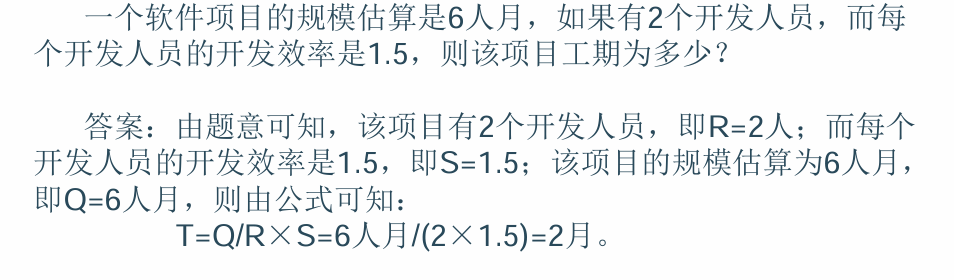 一个软件项目的规模估算是6人月，如果有2个开发人员，而每
个开发人员的开发效率是1.5，则该项目工期为多少？
答案：由题意可知，该项目有2个开发人员，即R=2人；而每个
开发人员的开发效率是1.5，即S=1.5；该项目的规模估算为6人月，
即Q=6人月，则由公式可知：
T=Q/R×S=6人月/(2×1.5)=2月。